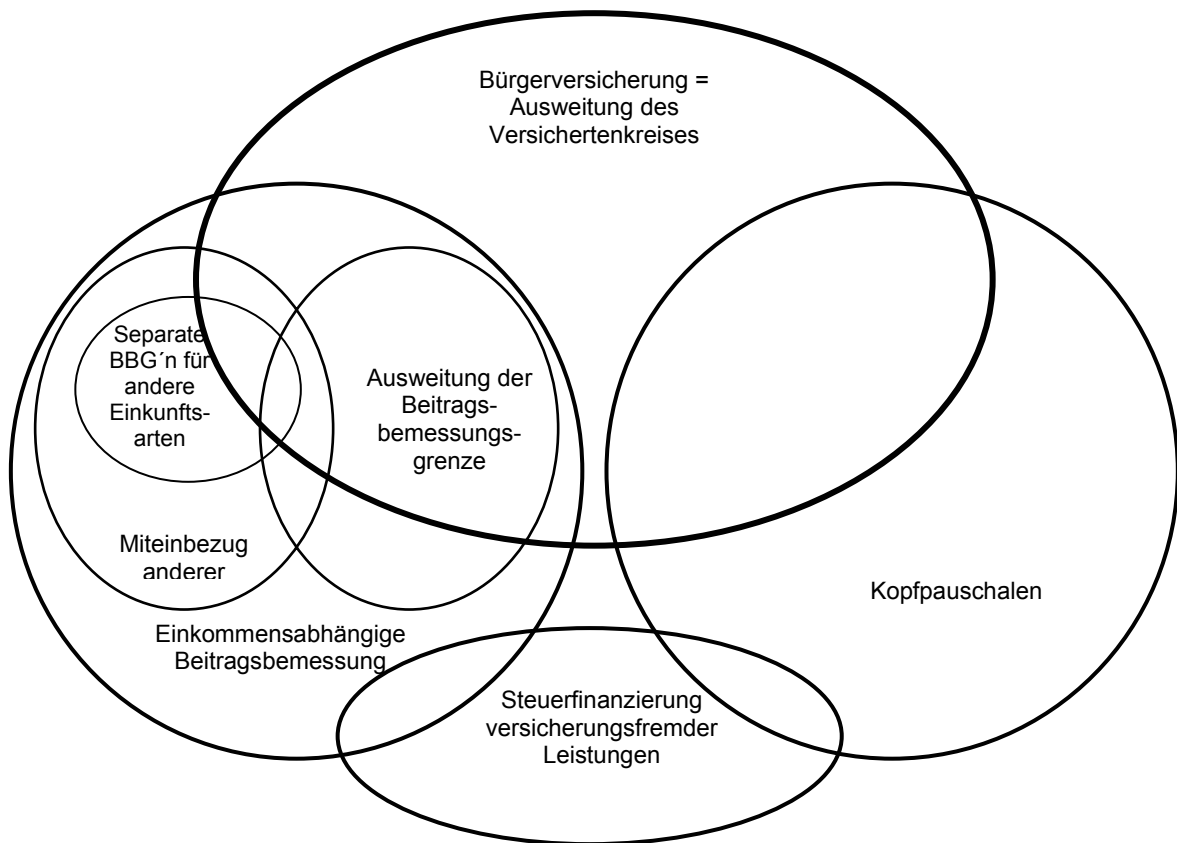 Bürgerversicherung =
Ausweitung des
Versichertenkreises
Separate
BBG´n für
andere
Einkunfts-
arten
Ausweitung der
Beitrags-
bemessungs-
grenze
Miteinbezug
anderer
Kopfpauschalen
Einkommensabhängige
Beitragsbemessung
Steuerfinanzierung
versicherungsfremder
Leistungen